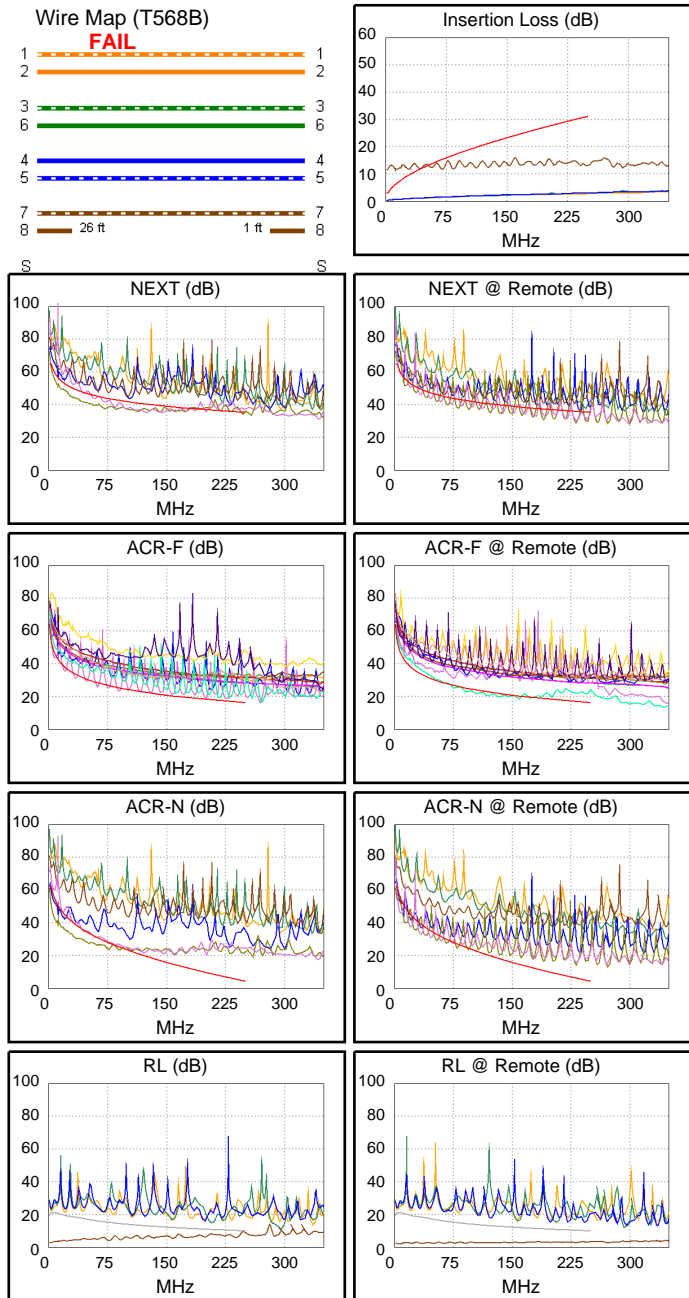 Wire Map (T568B)
FAIL
1 1
2 2
3 3
6 6
4 4
5 5
7 7
8 26 ft 1 ft 8
S S
Insertion Loss (dB)
60
50
40
30
20
10
0
0 75 150 225 300
MHz
NEXT (dB)
100
80
60
40
20
0
0 75 150 225 300
MHz
NEXT @ Remote (dB)
100
80
60
40
20
0
0 75 150 225 300
MHz
ACR-F (dB)
100
80
60
40
20
0
0 75 150 225 300
MHz
ACR-F @ Remote (dB)
100
80
60
40
20
0
0 75 150 225 300
MHz
ACR-N (dB)
100
80
60
40
20
0
0 75 150 225 300
MHz
ACR-N @ Remote (dB)
100
80
60
40
20
0
0 75 150 225 300
MHz
RL (dB)
100
80
60
40
20
0
0 75 150 225 300
MHz
RL @ Remote (dB)
100
80
60
40
20
0
0 75 150 225 300
MHz